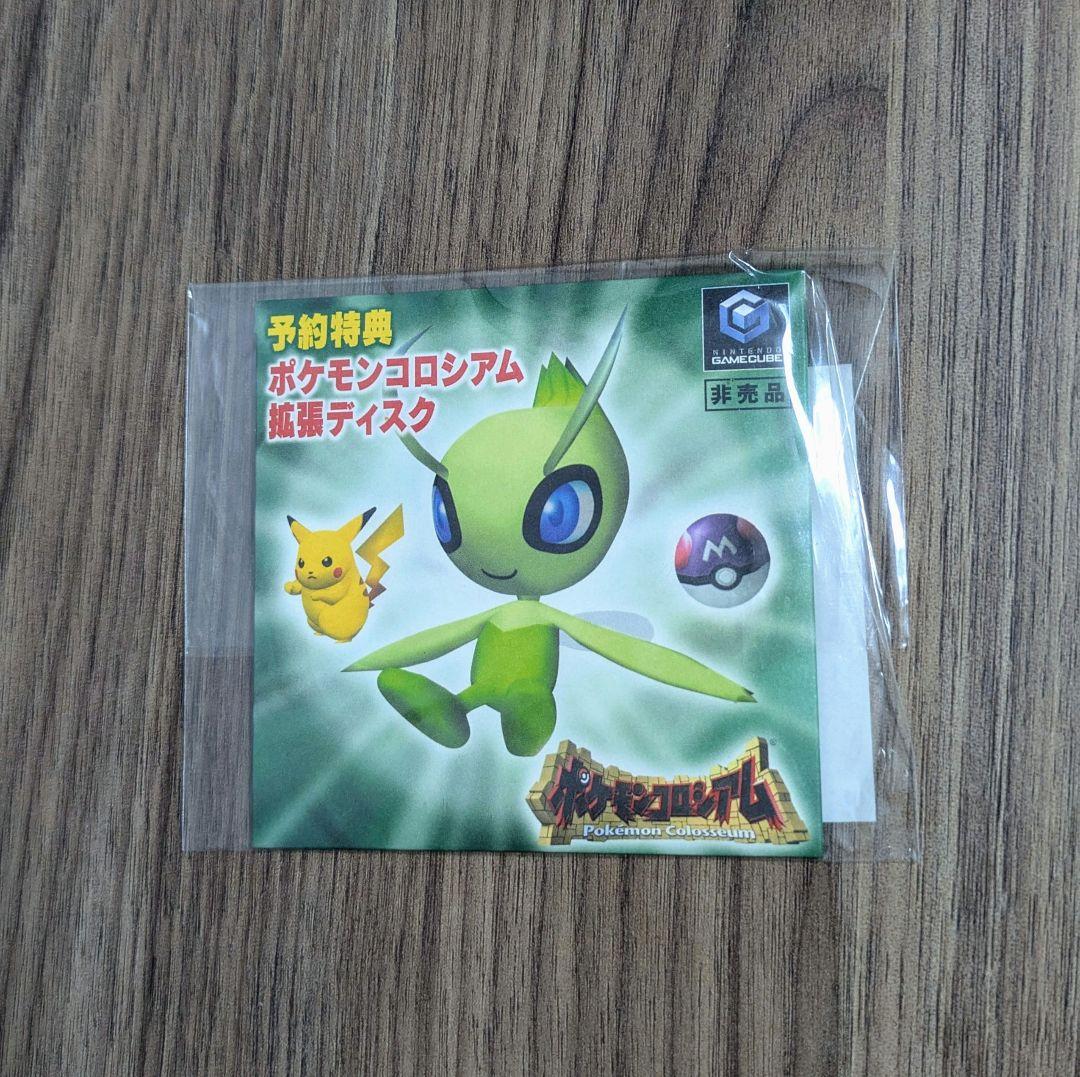 予約特典
ポケモンコロシアム
拡張ディスク
NINTENDO
GAMECUBE
非売品
M
ポケモンコロシアム
®
Pokémon Colosseum